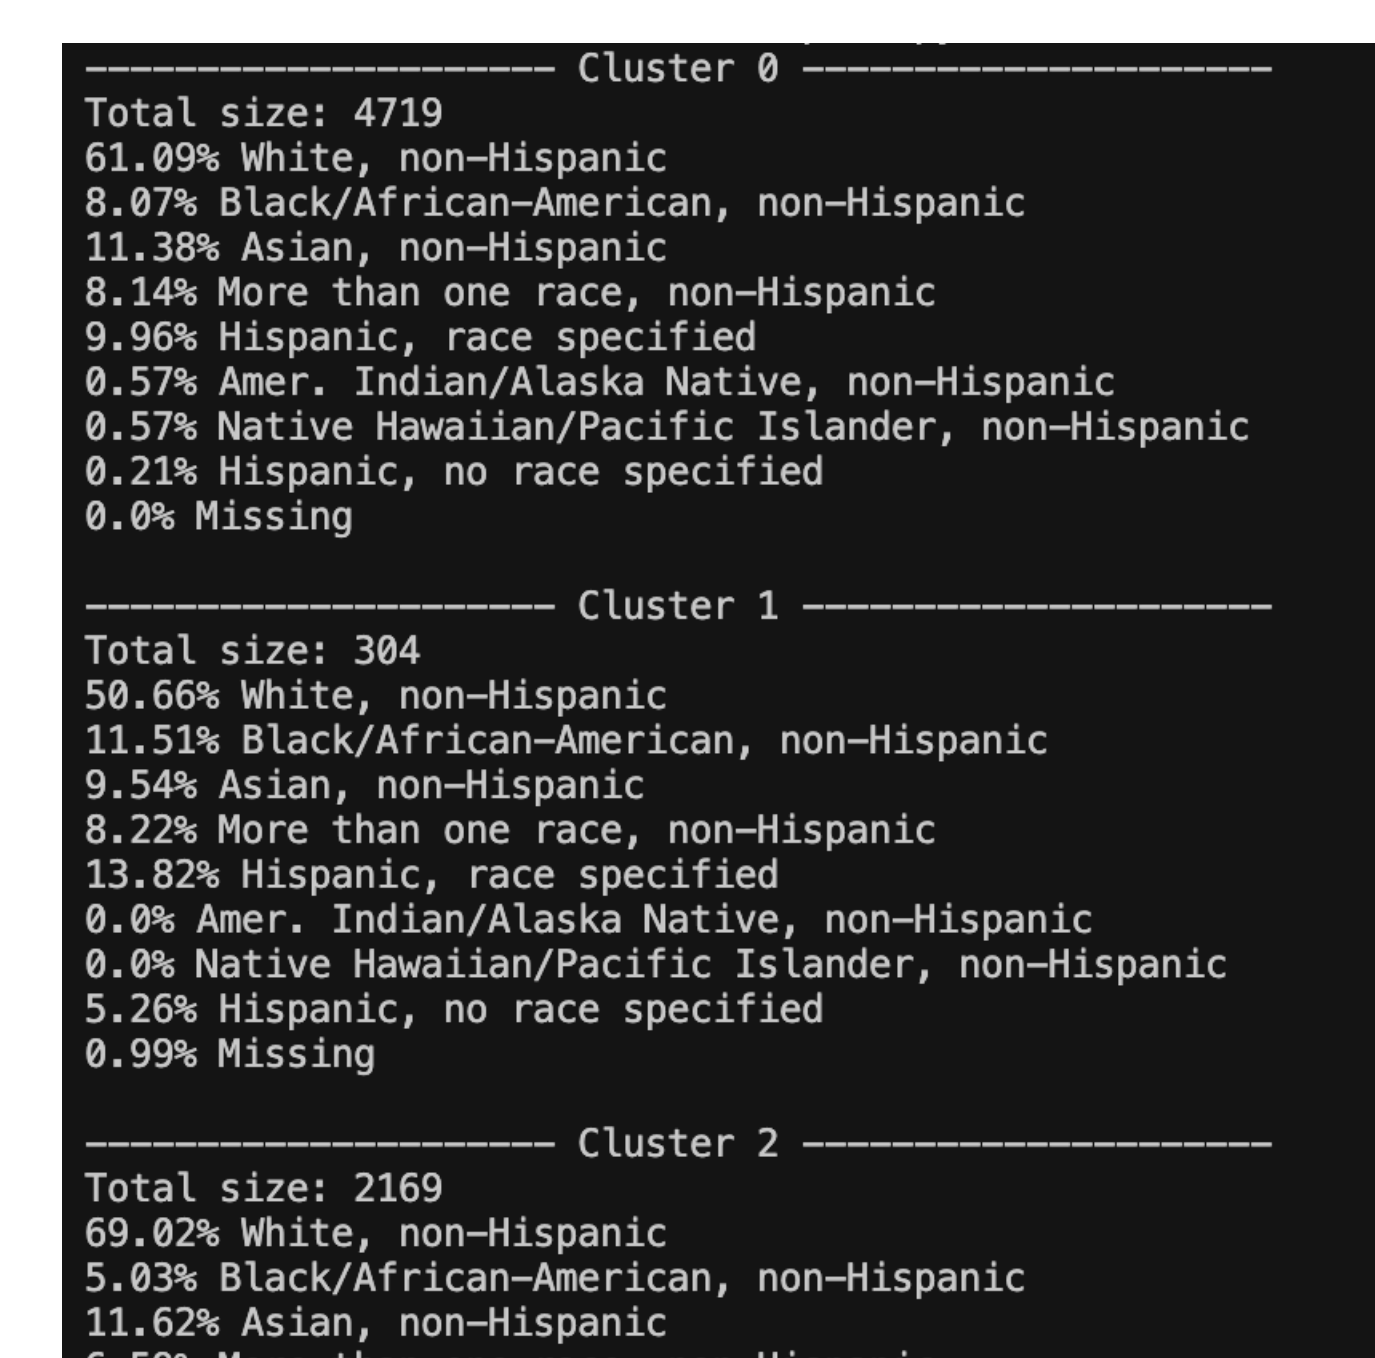 --------------------- Cluster 0 ---------------------
Total size: 4719
61.09% White, non-Hispanic
8.07% Black/African-American, non-Hispanic
11.38% Asian, non-Hispanic
8.14% More than one race, non-Hispanic
9.96% Hispanic, race specified
0.57% Amer. Indian/Alaska Native, non-Hispanic
0.57% Native Hawaiian/Pacific Islander, non-Hispanic
0.21% Hispanic, no race specified
0.0% Missing
--------------------- Cluster 1 ---------------------
Total size: 304
50.66% White, non-Hispanic
11.51% Black/African-American, non-Hispanic
9.54% Asian, non-Hispanic
8.22% More than one race, non-Hispanic
13.82% Hispanic, race specified
0.0% Amer. Indian/Alaska Native, non-Hispanic
0.0% Native Hawaiian/Pacific Islander, non-Hispanic
5.26% Hispanic, no race specified
0.99% Missing
--------------------- Cluster 2 ---------------------
Total size: 2169
69.02% White, non-Hispanic
5.03% Black/African-American, non-Hispanic
11.62% Asian, non-Hispanic